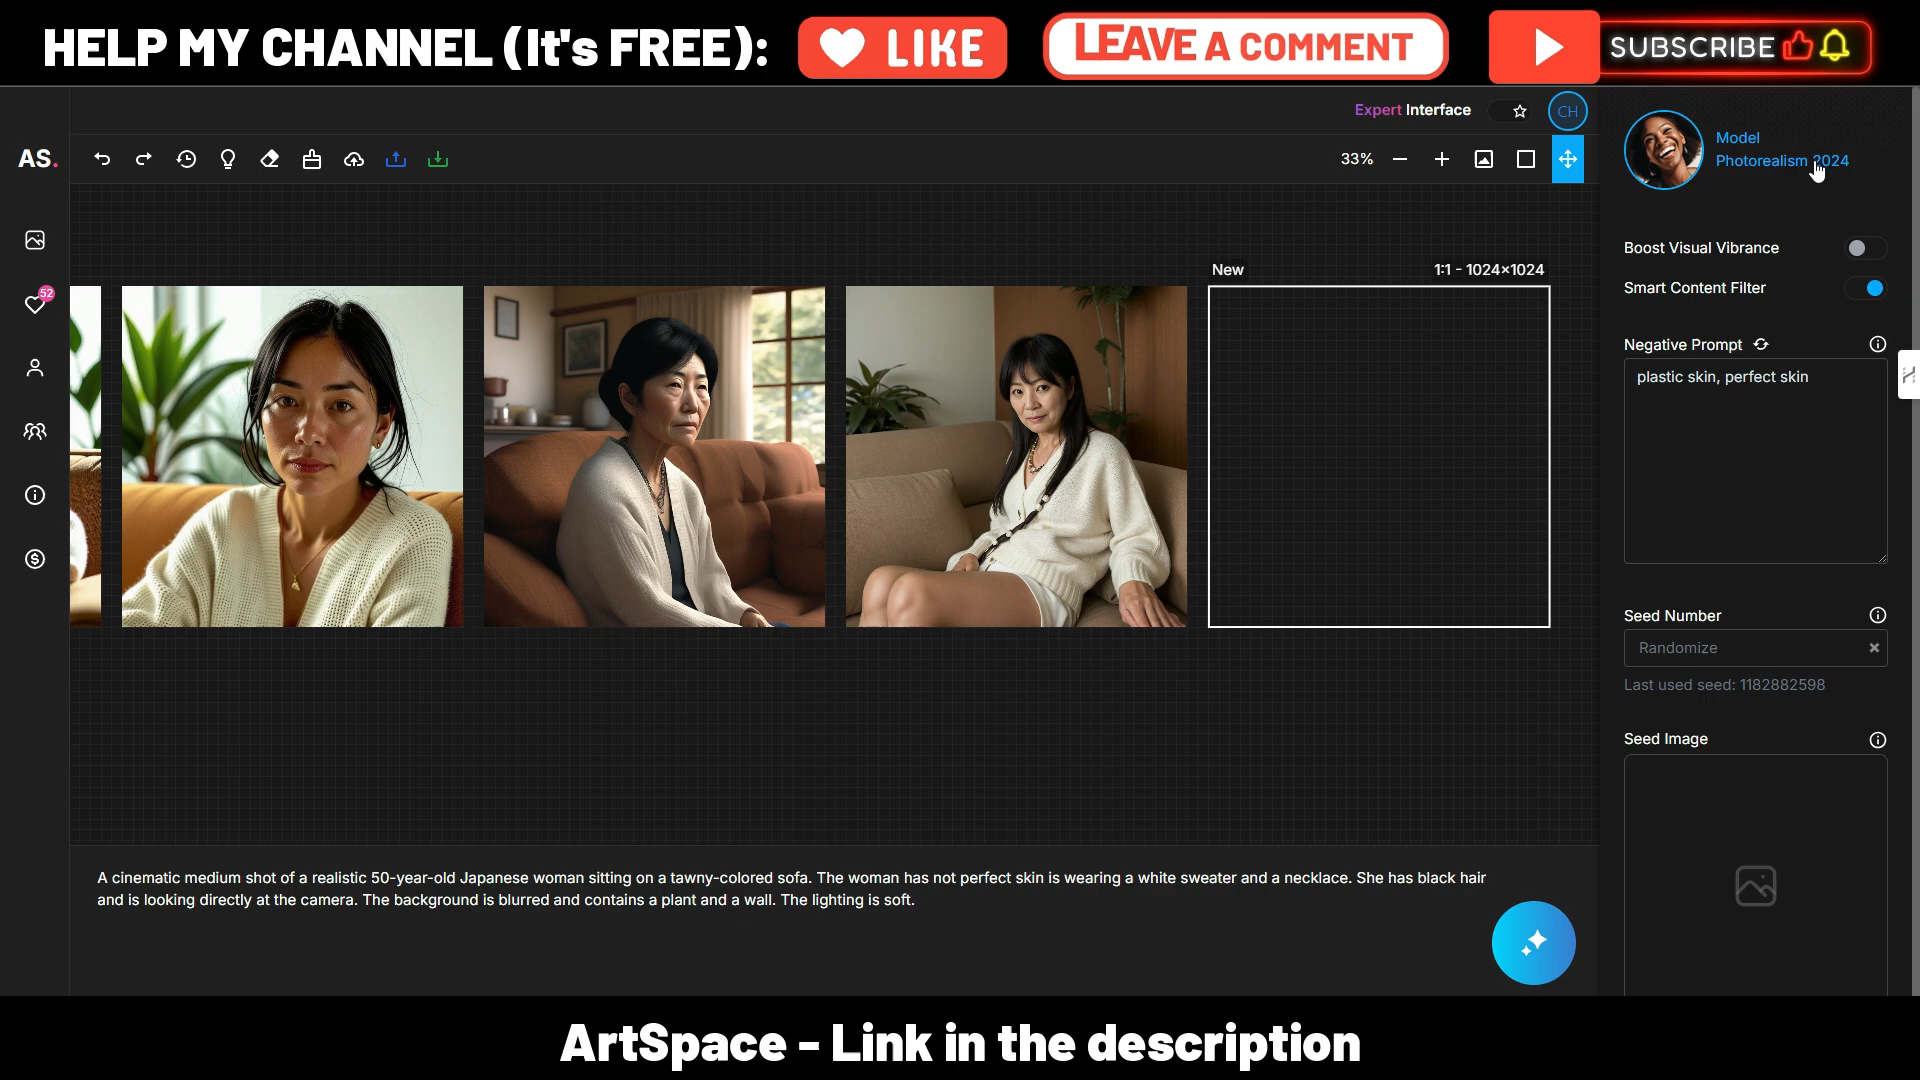 HELP MY CHANNEL (It's FREE):
LIKE
LEAVE A COMMENT
SUBSCRIBE
Expert Interface
CH
AS.
33%
Model
Photorealism 2024
Boost Visual Vibrance
Smart Content Filter
52
New
1:1 - 1024×1024
Negative Prompt
plastic skin, perfect skin
Seed Number
Randomize
Last used seed: 1182882598
Seed Image
A cinematic medium shot of a realistic 50-year-old Japanese woman sitting on a tawny-colored sofa. The woman has not perfect skin is wearing a white sweater and a necklace. She has black hair
and is looking directly at the camera. The background is blurred and contains a plant and a wall. The lighting is soft.
ArtSpace - Link in the description